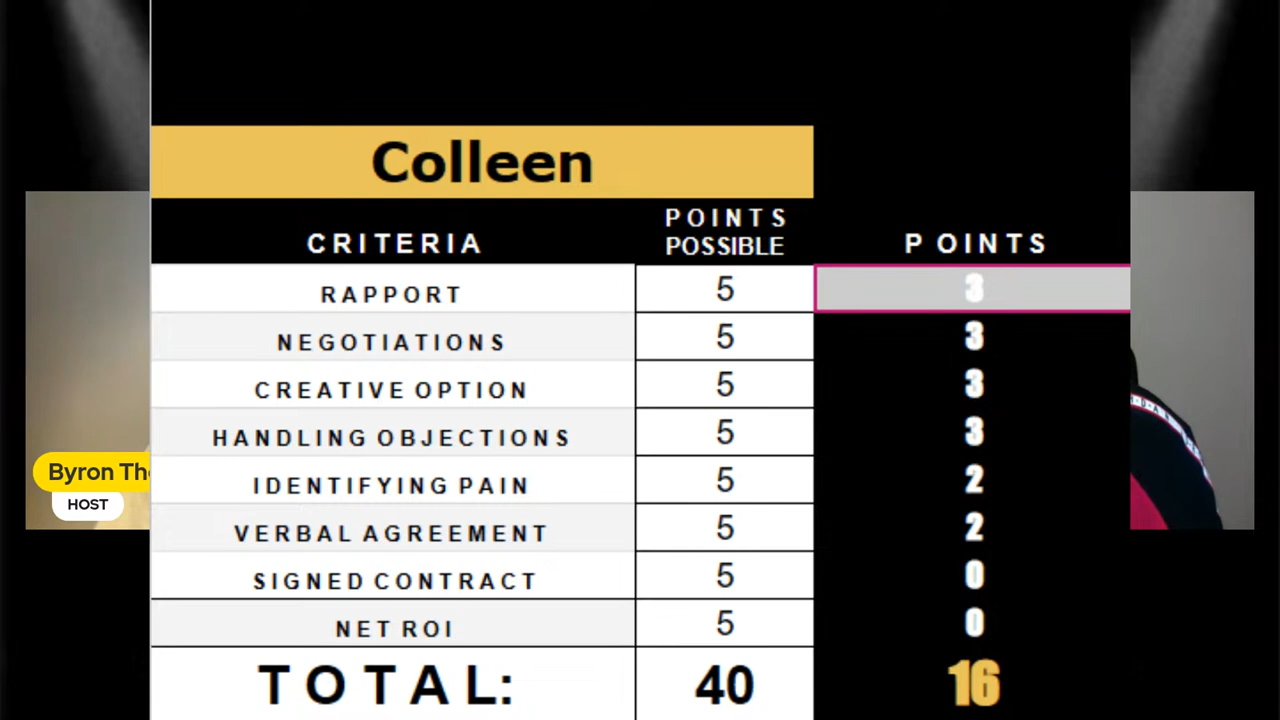 Colleen
POINTS
CRITERIA POSSIBLE POINTS
RAPPORT 5 3
NEGOTIATIONS 5 3
CREATIVE OPTION 5 3
HANDLING OBJECTIONS 5 3
IDENTIFYING PAIN 5 2
VERBAL AGREEMENT 5 2
SIGNED CONTRACT 5 0
NET ROI 5 0
TOTAL: 40 16
Byron
HOST